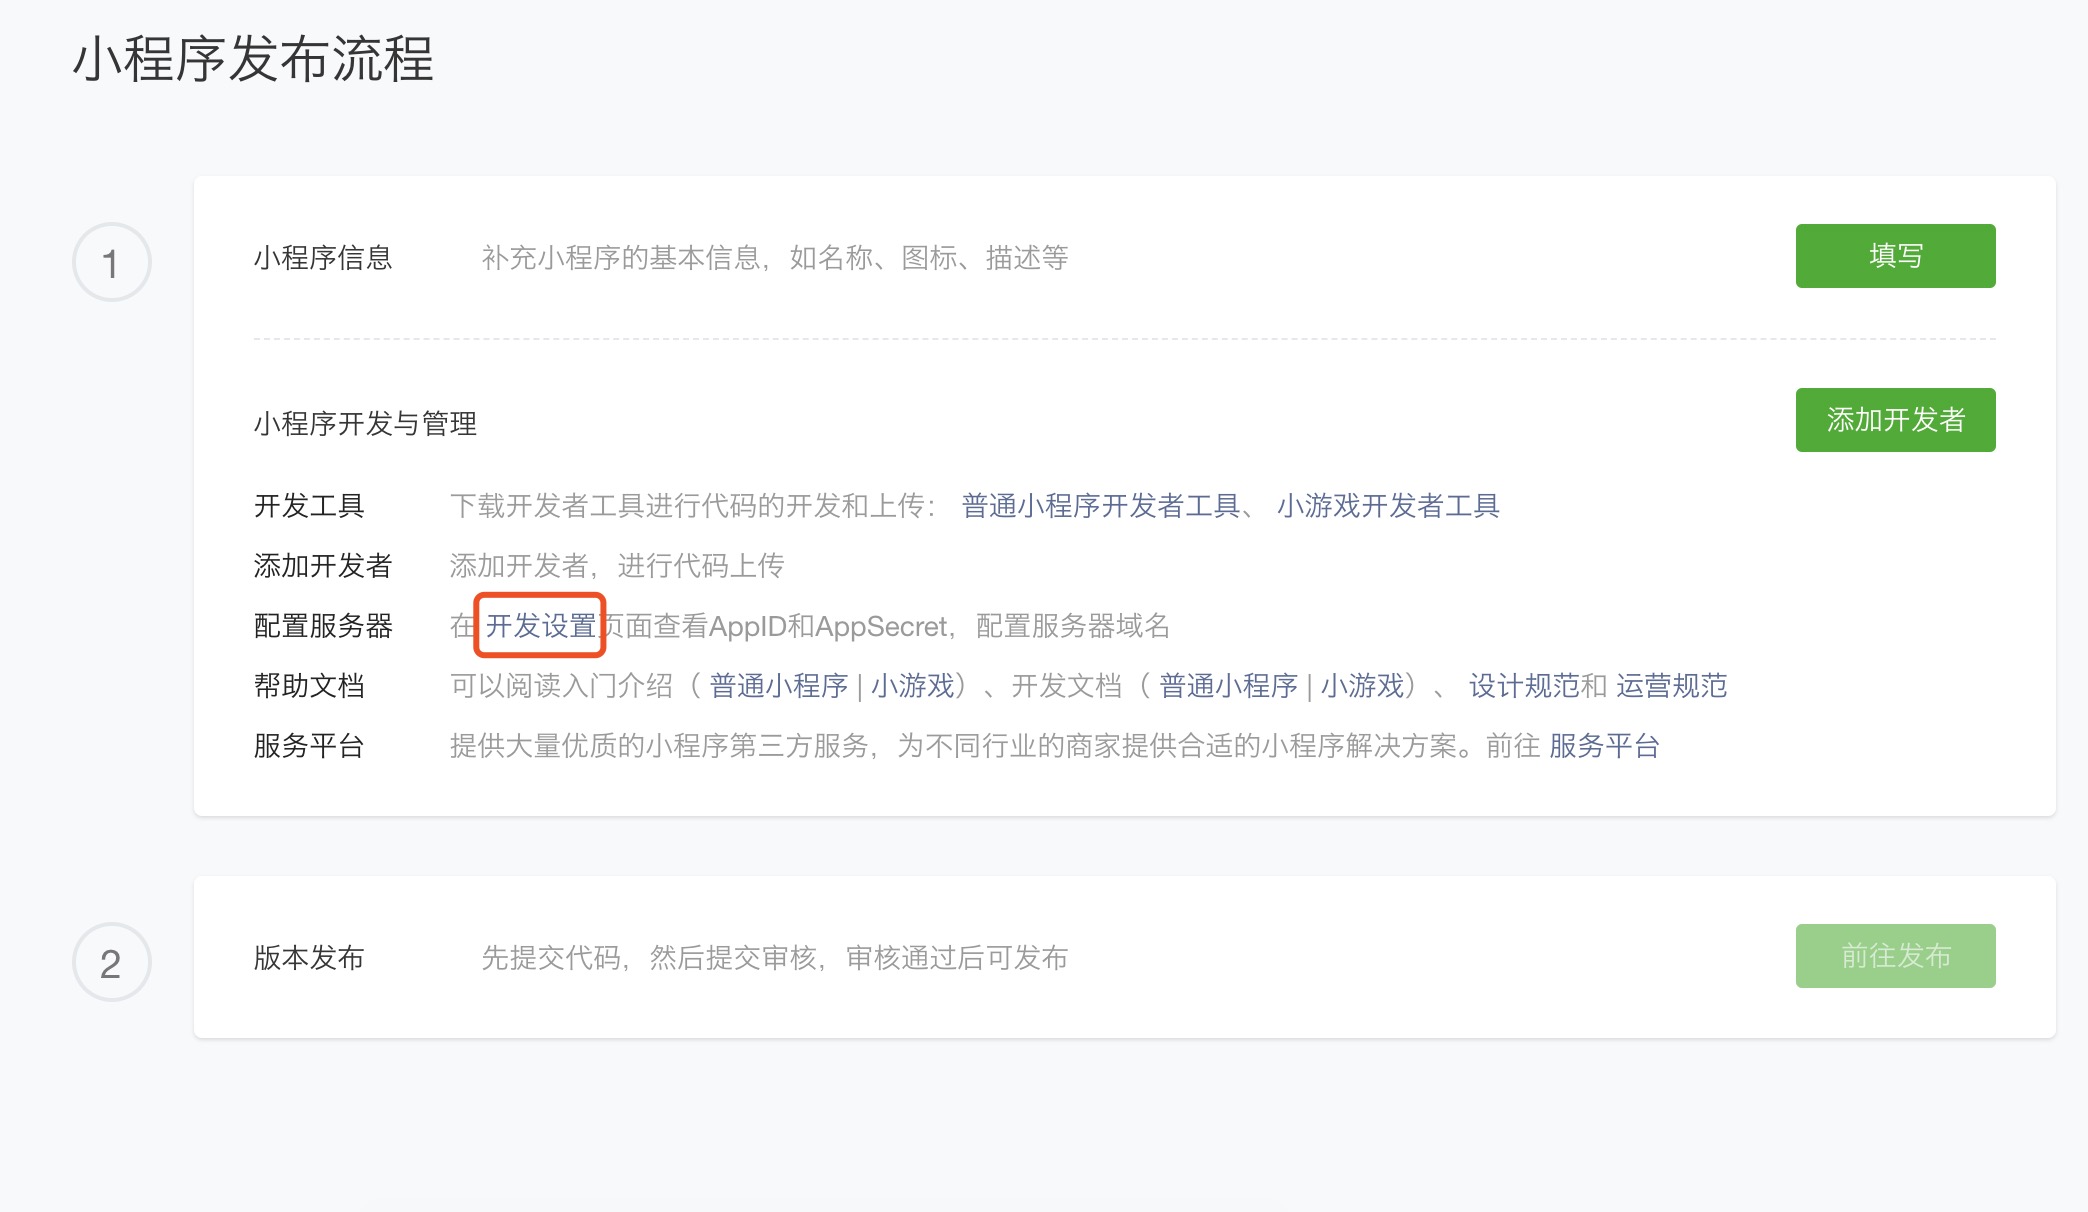 小程序发布流程
1
小程序信息 补充小程序的基本信息，如名称、图标、描述等 填写
小程序开发与管理 添加开发者
开发工具 下载开发者工具进行代码的开发和上传： 普通小程序开发者工具、 小游戏开发者工具
添加开发者 添加开发者，进行代码上传
配置服务器 在 开发设置页面查看AppID和AppSecret，配置服务器域名
帮助文档 可以阅读入门介绍（ 普通小程序 | 小游戏）、开发文档（ 普通小程序 | 小游戏）、 设计规范和 运营规范
服务平台 提供大量优质的小程序第三方服务，为不同行业的商家提供合适的小程序解决方案。前往 服务平台
2
版本发布 先提交代码，然后提交审核，审核通过后可发布 前往发布